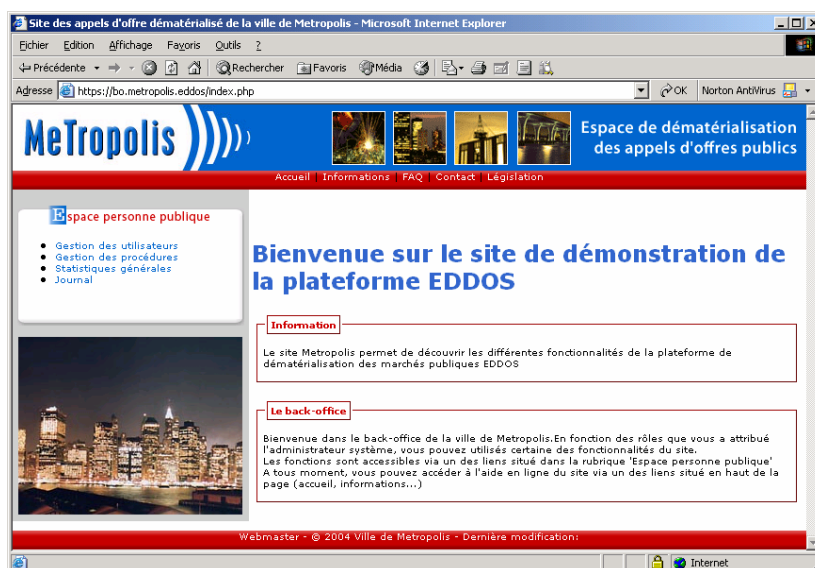 Site des appels d'offre dématérialisé de la ville de Metropolis - Microsoft Internet Explorer
Fichier Edition Affichage Favoris Outils ?
Précédente Rechercher Favoris Média
Adresse https://bo.metropolis.eddos/index.php OK Norton AntiVirus
MeTropolis
Espace de dématérialisation
des appels d'offres publics
Accueil | Informations | FAQ | Contact | Législation
Espace personne publique
Gestion des utilisateurs
Gestion des procédures
Statistiques générales
Journal
Bienvenue sur le site de démonstration de
la plateforme EDDOS
Information
Le site Metropolis permet de découvrir les différentes fonctionnalités de la plateforme de
dématérialisation des marchés publiques EDDOS
Le back-office
Bienvenue dans le back-office de la ville de Metropolis.En fonction des rôles que vous a attribué
l'administrateur système, vous pouvez utilisés certaine des fonctionnalités du site.
Les fonctions sont accessibles via un des liens situé dans la rubrique 'Espace personne publique'
A tous moment, vous pouvez accéder à l'aide en ligne du site via un des liens situé en haut de la
page (accueil, informations...)
Webmaster - © 2004 Ville de Metropolis - Dernière modification:
Internet